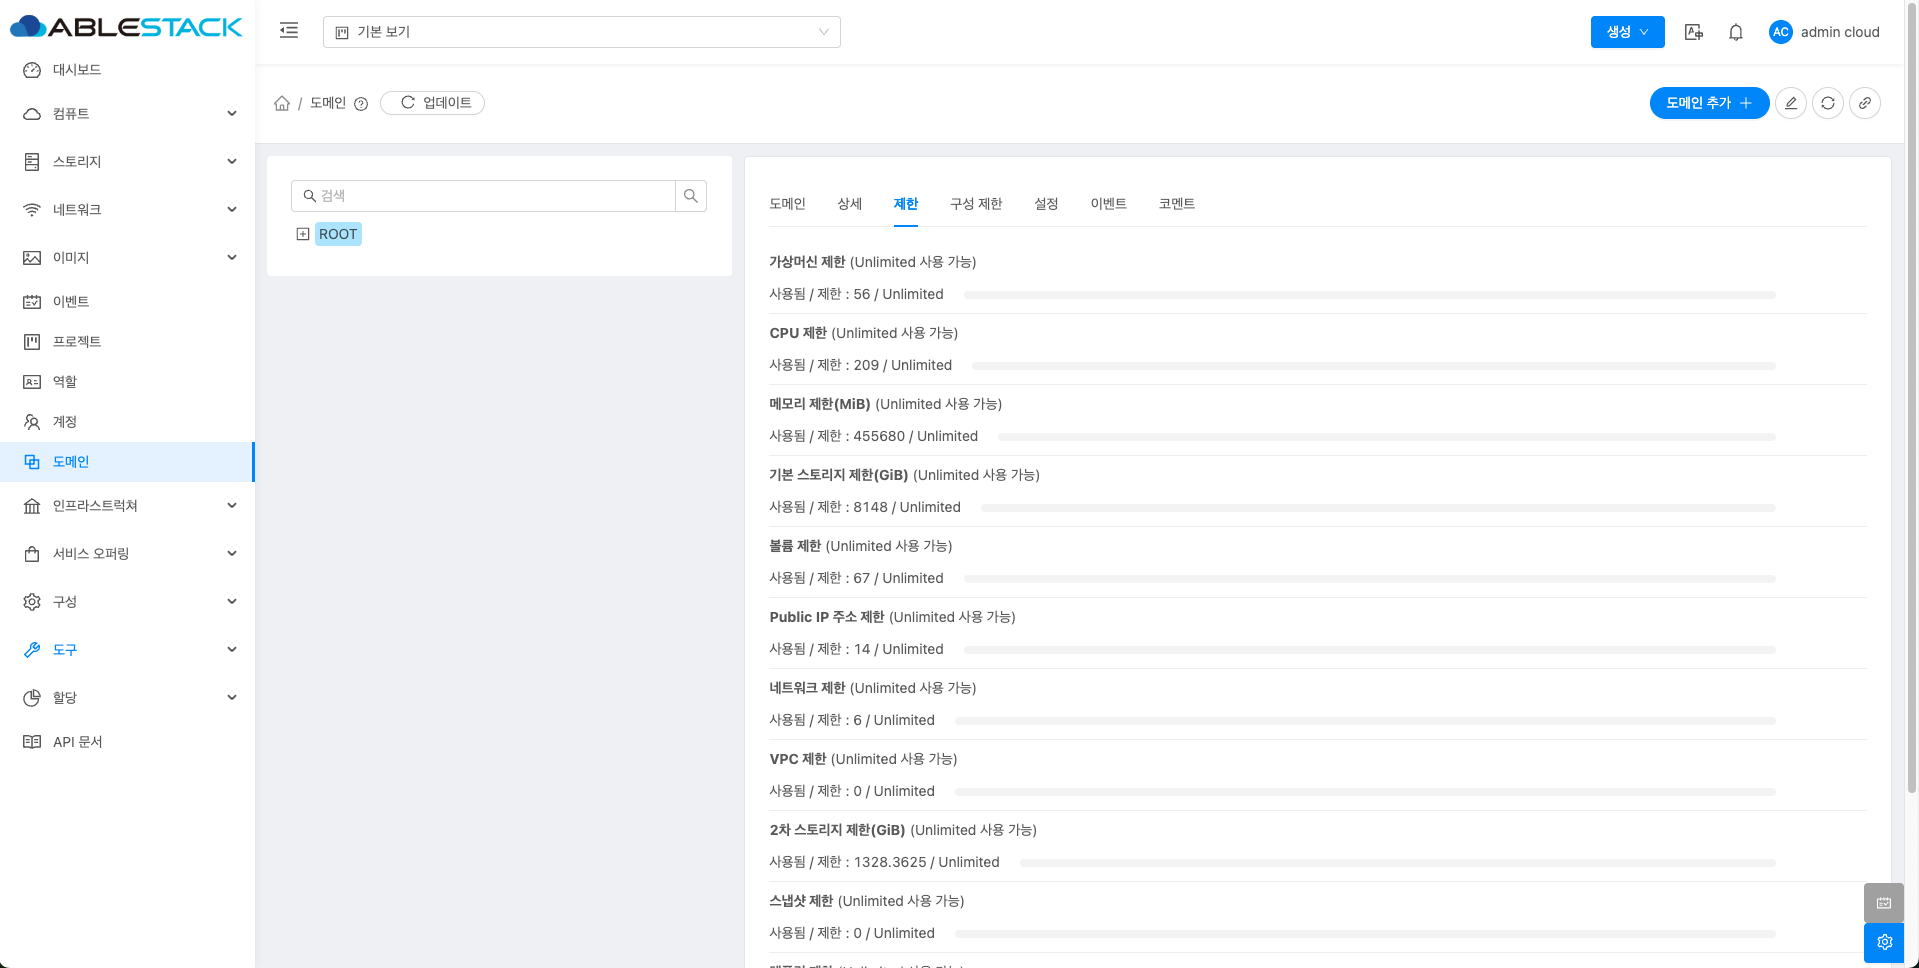 ABLESTACK
기본 보기
생성
AC
admin cloud
대시보드
컴퓨트
스토리지
네트워크
이미지
이벤트
프로젝트
역할
계정
도메인
인프라스트럭쳐
서비스 오퍼링
구성
도구
할당
API 문서
/ 도메인
업데이트
도메인 추가
검색
ROOT
도메인 상세 제한 구성 제한 설정 이벤트 코멘트
가상머신 제한 (Unlimited 사용 가능)
사용됨 / 제한 : 56 / Unlimited
CPU 제한 (Unlimited 사용 가능)
사용됨 / 제한 : 209 / Unlimited
메모리 제한(MiB) (Unlimited 사용 가능)
사용됨 / 제한 : 455680 / Unlimited
기본 스토리지 제한(GiB) (Unlimited 사용 가능)
사용됨 / 제한 : 8148 / Unlimited
볼륨 제한 (Unlimited 사용 가능)
사용됨 / 제한 : 67 / Unlimited
Public IP 주소 제한 (Unlimited 사용 가능)
사용됨 / 제한 : 14 / Unlimited
네트워크 제한 (Unlimited 사용 가능)
사용됨 / 제한 : 6 / Unlimited
VPC 제한 (Unlimited 사용 가능)
사용됨 / 제한 : 0 / Unlimited
2차 스토리지 제한(GiB) (Unlimited 사용 가능)
사용됨 / 제한 : 1328.3625 / Unlimited
스냅샷 제한 (Unlimited 사용 가능)
사용됨 / 제한 : 0 / Unlimited